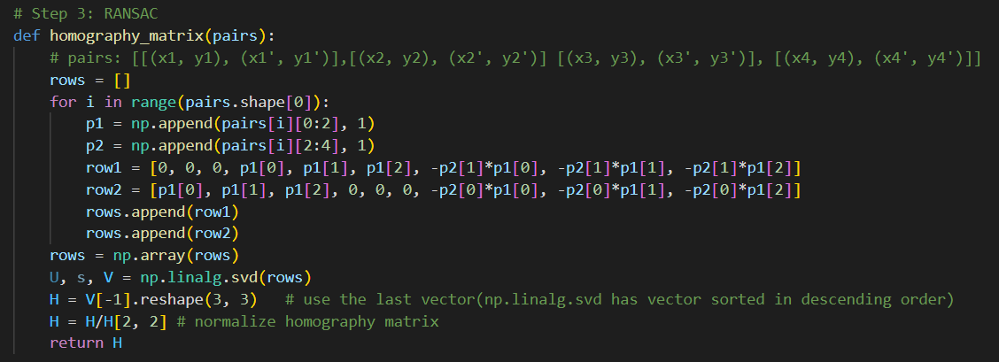 # Step 3: RANSAC
def homography_matrix(pairs):
    # pairs: [[(x1, y1), (x1', y1')],[(x2, y2), (x2', y2')] [(x3, y3), (x3', y3')], [(x4, y4), (x4', y4')]]
    rows = []
    for i in range(pairs.shape[0]):
        p1 = np.append(pairs[i][0:2], 1)
        p2 = np.append(pairs[i][2:4], 1)
        row1 = [0, 0, 0, p1[0], p1[1], p1[2], -p2[1]*p1[0], -p2[1]*p1[1], -p2[1]*p1[2]]
        row2 = [p1[0], p1[1], p1[2], 0, 0, 0, -p2[0]*p1[0], -p2[0]*p1[1], -p2[0]*p1[2]]
        rows.append(row1)
        rows.append(row2)
    rows = np.array(rows)
    U, s, V = np.linalg.svd(rows)
    H = V[-1].reshape(3, 3)   # use the last vector(np.linalg.svd has vector sorted in descending order)
    H = H/H[2, 2] # normalize homography matrix
    return H